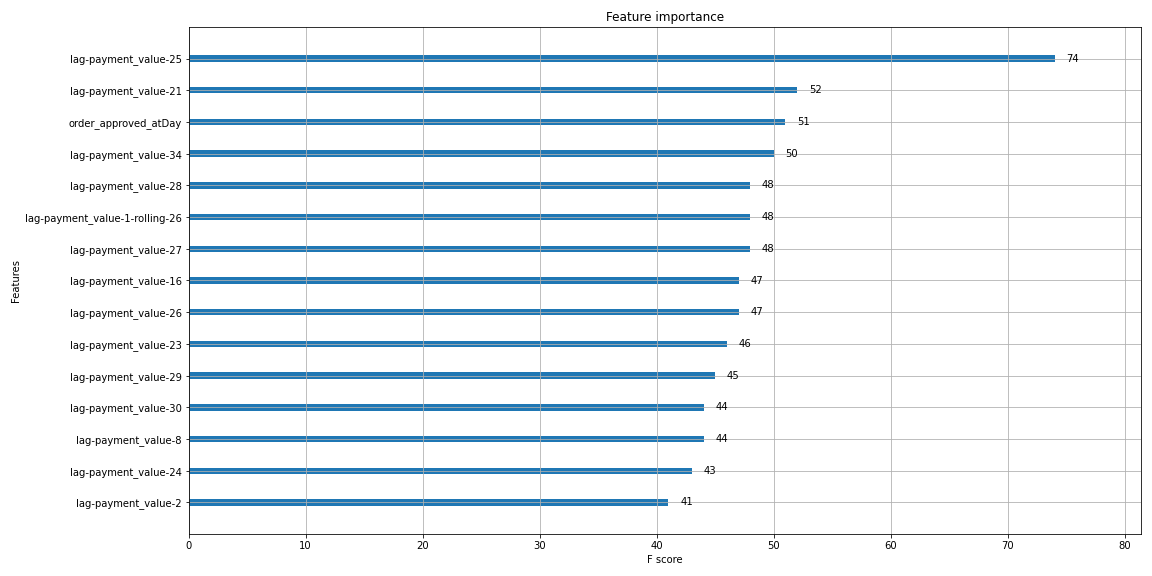 Feature importance
lag-payment_value-25 74
lag-payment_value-21 52
order_approved_atDay 51
lag-payment_value-34 50
lag-payment_value-28 48
lag-payment_value-1-rolling-26 48
lag-payment_value-27 48
lag-payment_value-16 47
lag-payment_value-26 47
lag-payment_value-23 46
lag-payment_value-29 45
lag-payment_value-30 44
lag-payment_value-8 44
lag-payment_value-24 43
lag-payment_value-2 41
Features
0 10 20 30 40 50 60 70 80
F score